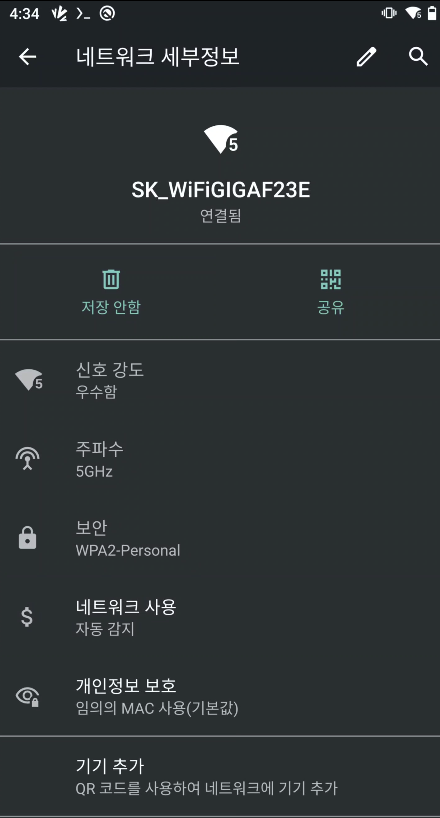 4:34
네트워크 세부정보
5
SK_WiFiGIGAF23E
연결됨
저장 안함
공유
신호 강도
우수함
주파수
5GHz
보안
WPA2-Personal
네트워크 사용
자동 감지
개인정보 보호
임의의 MAC 사용(기본값)
기기 추가
QR 코드를 사용하여 네트워크에 기기 추가